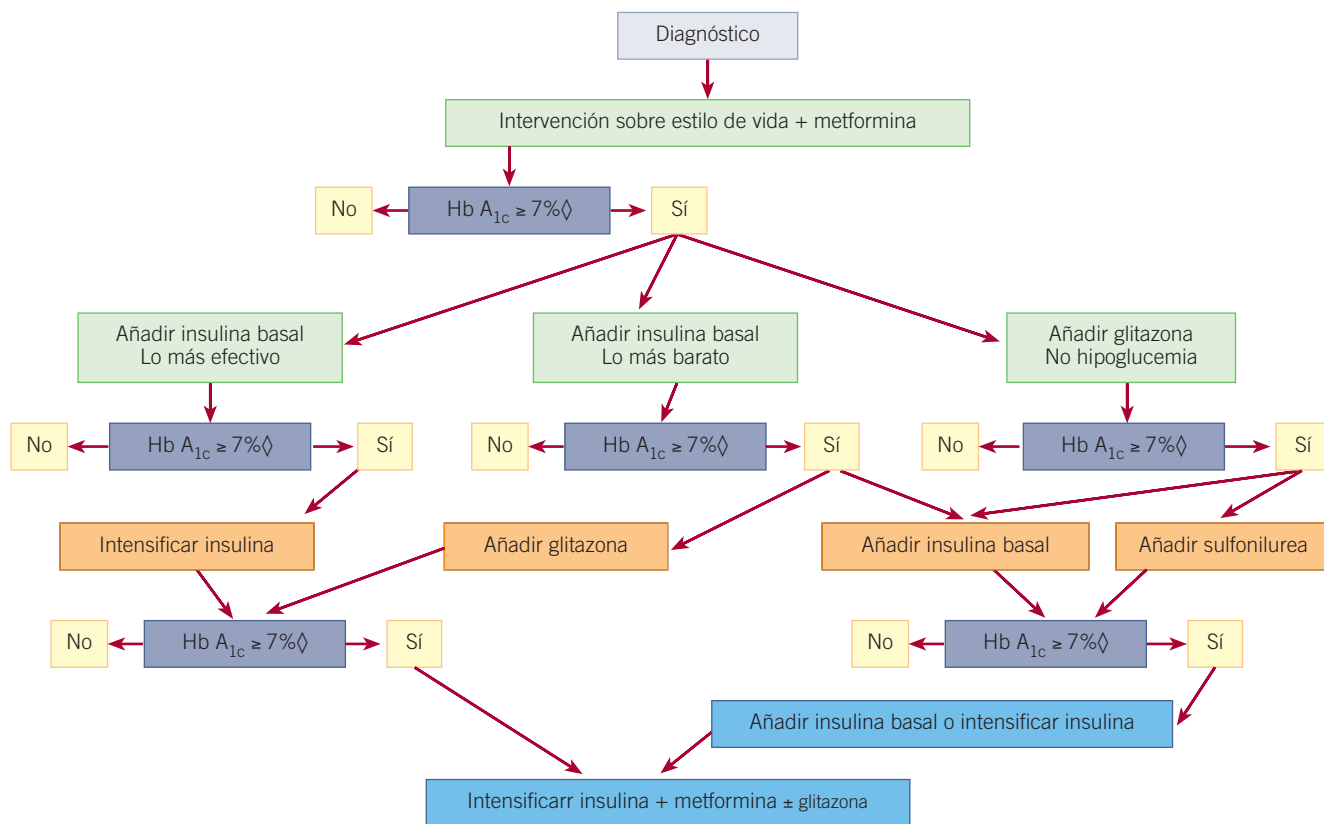 Diagnóstico
Intervención sobre estilo de vida + metformina
No
Hb A1c ≥ 7%◊
Sí
Añadir insulina basal
Lo más efectivo
Añadir insulina basal
Lo más barato
Añadir glitazona
No hipoglucemia
No
Hb A1c ≥ 7%◊
Sí
No
Hb A1c ≥ 7%◊
Sí
No
Hb A1c ≥ 7%◊
Sí
Intensificar insulina
Añadir glitazona
Añadir insulina basal
Añadir sulfonilurea
No
Hb A1c ≥ 7%◊
Sí
No
Hb A1c ≥ 7%◊
Sí
Añadir insulina basal o intensificar insulina
Intensificarr insulina + metformina ± glitazona